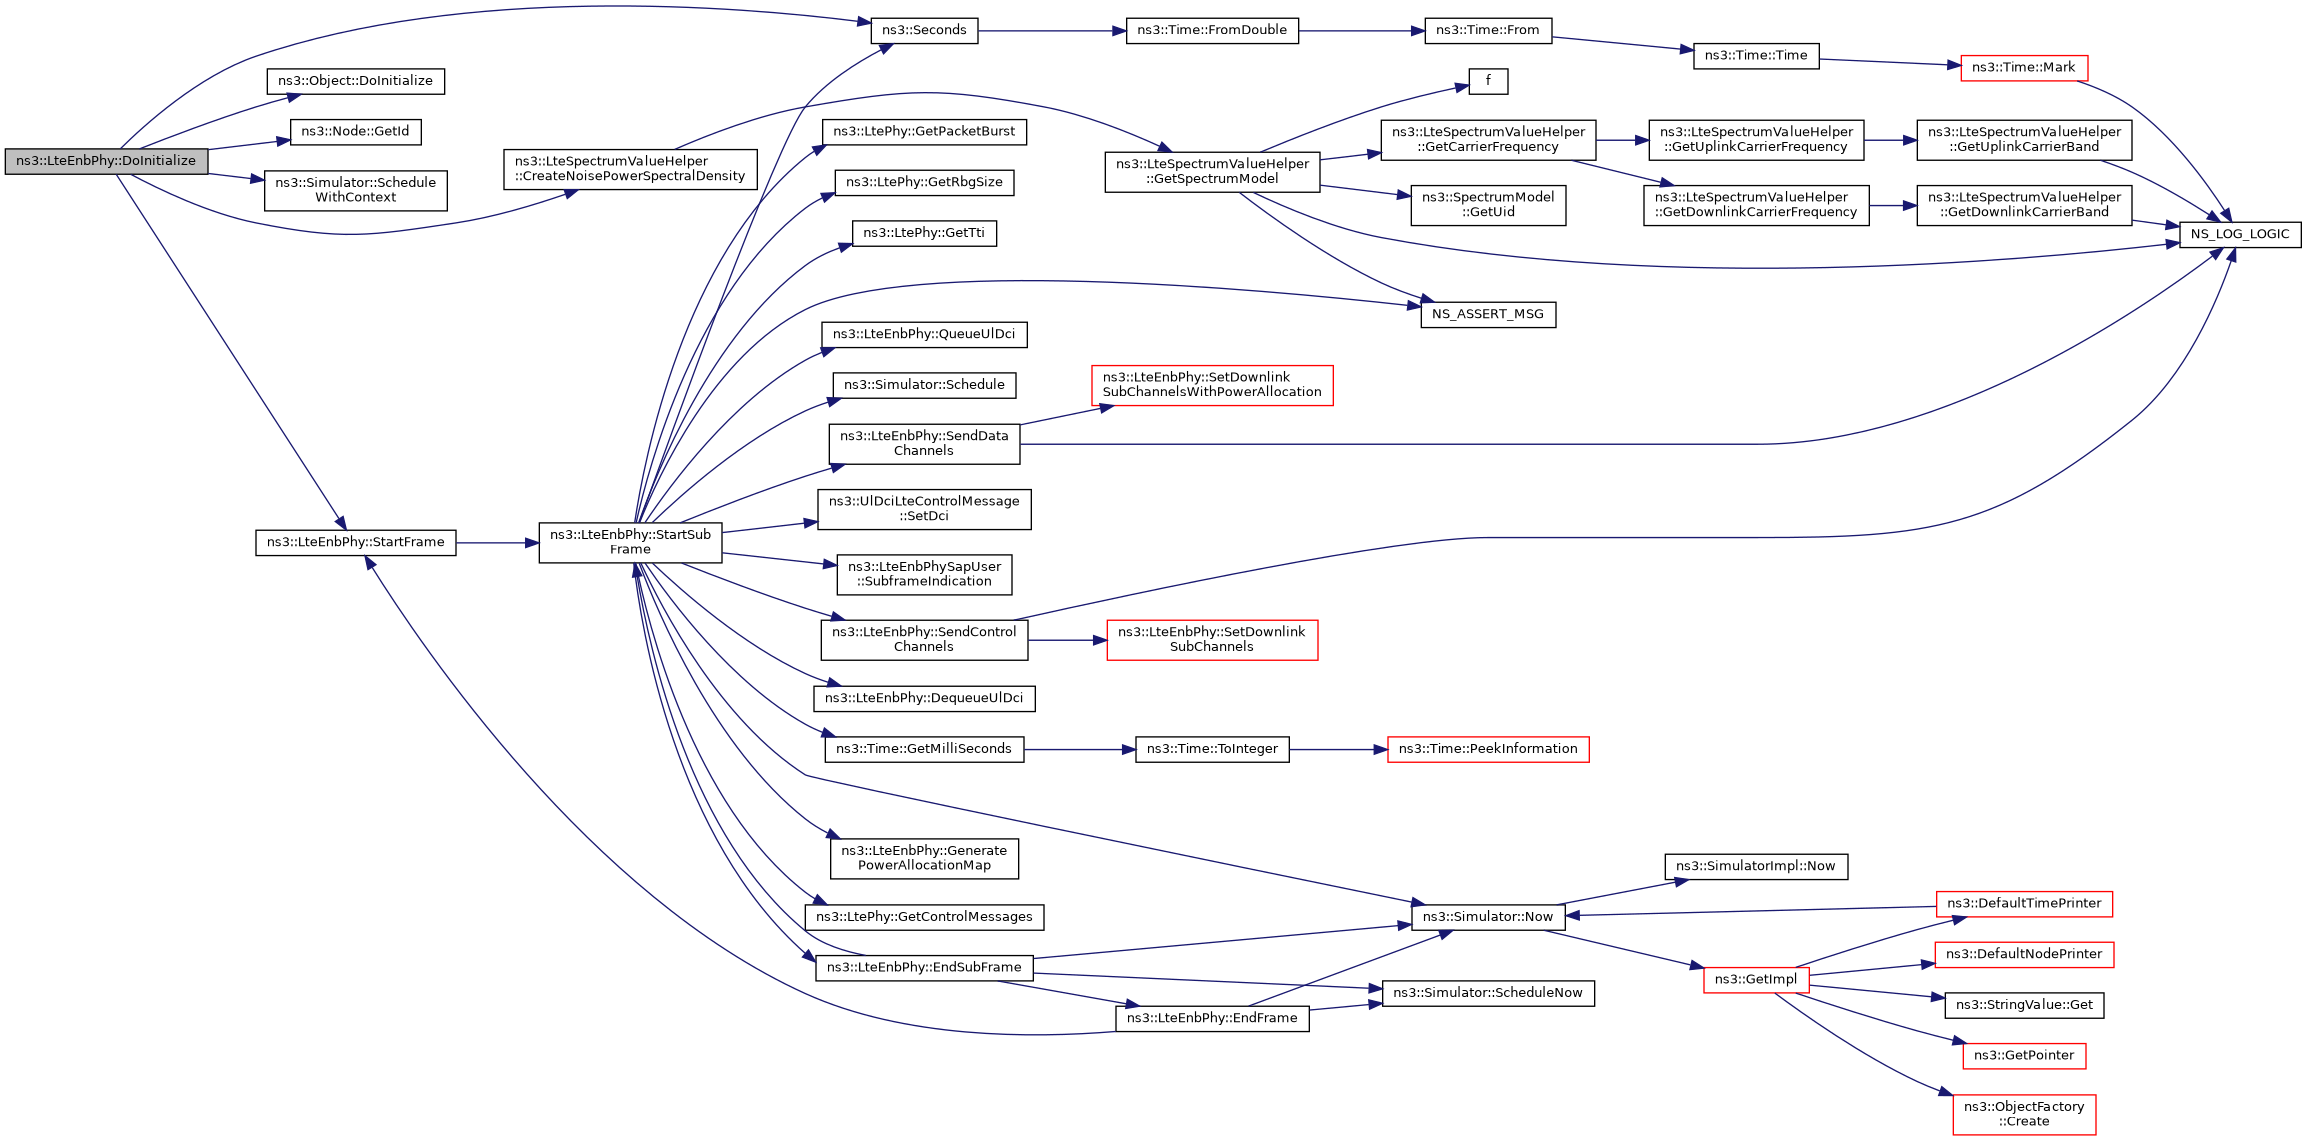 ns3::LteEnbPhy::DoInitialize
ns3::Object::DoInitialize
ns3::Node::GetId
ns3::Simulator::Schedule
WithContext
ns3::LteEnbPhy::StartFrame
ns3::LteSpectrumValueHelper
::CreateNoisePowerSpectralDensity
ns3::LteEnbPhy::StartSub
Frame
ns3::Seconds
ns3::LtePhy::GetPacketBurst
ns3::LtePhy::GetRbgSize
ns3::LtePhy::GetTti
ns3::LteEnbPhy::QueueUlDci
ns3::Simulator::Schedule
ns3::LteEnbPhy::SendData
Channels
ns3::UlDciLteControlMessage
::SetDci
ns3::LteEnbPhySapUser
::SubframeIndication
ns3::LteEnbPhy::SendControl
Channels
ns3::LteEnbPhy::DequeueUlDci
ns3::Time::GetMilliSeconds
ns3::LteEnbPhy::Generate
PowerAllocationMap
ns3::LtePhy::GetControlMessages
ns3::LteEnbPhy::EndSubFrame
ns3::Time::FromDouble
ns3::LteSpectrumValueHelper
::GetSpectrumModel
ns3::LteEnbPhy::SetDownlink
SubChannelsWithPowerAllocation
ns3::LteEnbPhy::SetDownlink
SubChannels
ns3::Time::ToInteger
ns3::LteEnbPhy::EndFrame
ns3::Time::From
f
ns3::LteSpectrumValueHelper
::GetCarrierFrequency
ns3::SpectrumModel
::GetUid
NS_ASSERT_MSG
ns3::Time::PeekInformation
ns3::Simulator::Now
ns3::Simulator::ScheduleNow
ns3::Time::Time
ns3::LteSpectrumValueHelper
::GetUplinkCarrierFrequency
ns3::LteSpectrumValueHelper
::GetDownlinkCarrierFrequency
ns3::SimulatorImpl::Now
ns3::GetImpl
ns3::Time::Mark
ns3::LteSpectrumValueHelper
::GetUplinkCarrierBand
ns3::LteSpectrumValueHelper
::GetDownlinkCarrierBand
ns3::DefaultTimePrinter
ns3::DefaultNodePrinter
ns3::StringValue::Get
ns3::GetPointer
ns3::ObjectFactory
::Create
NS_LOG_LOGIC